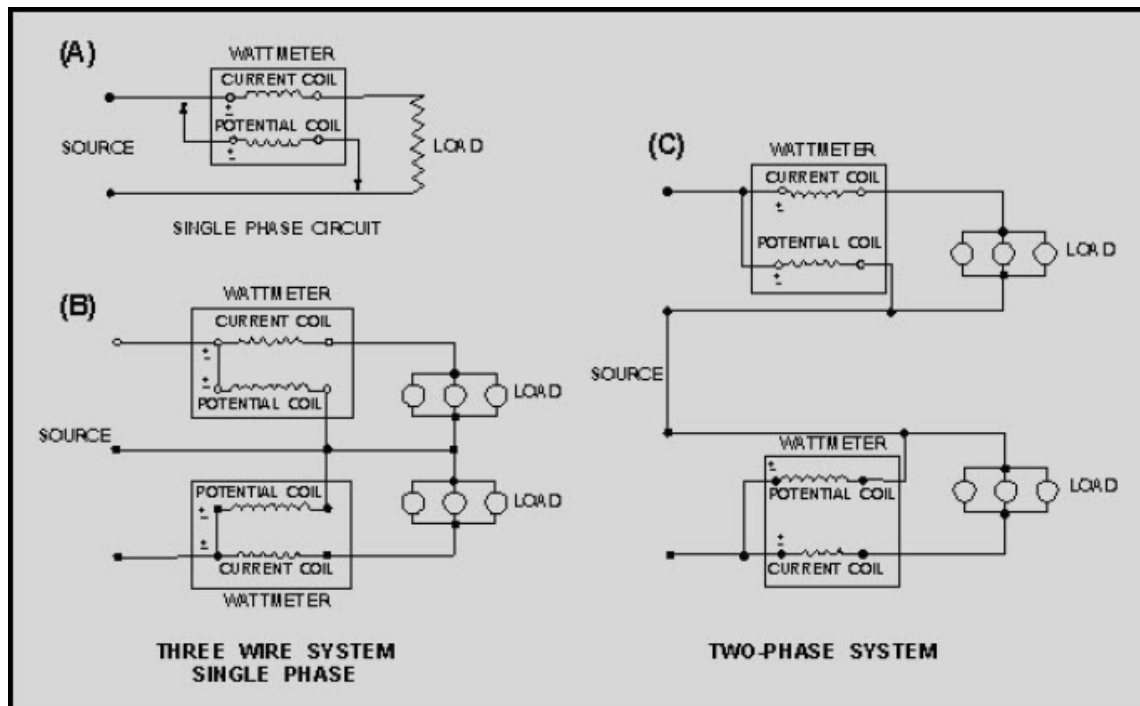 (A)
WATTMETER
CURRENT COIL
±
POTENTIAL COIL
±
SOURCE
LOAD
SINGLE PHASE CIRCUIT
(B)
WATTMETER
CURRENT COIL
±
±
POTENTIAL COIL
LOAD
SOURCE
POTENTIAL COIL
±
±
CURRENT COIL
WATTMETER
LOAD
THREE WIRE SYSTEM
SINGLE PHASE
(C)
WATTMETER
CURRENT COIL
±
POTENTIAL COIL
±
LOAD
SOURCE
WATTMETER
±
POTENTIAL COIL
±
CURRENT COIL
LOAD
TWO-PHASE SYSTEM